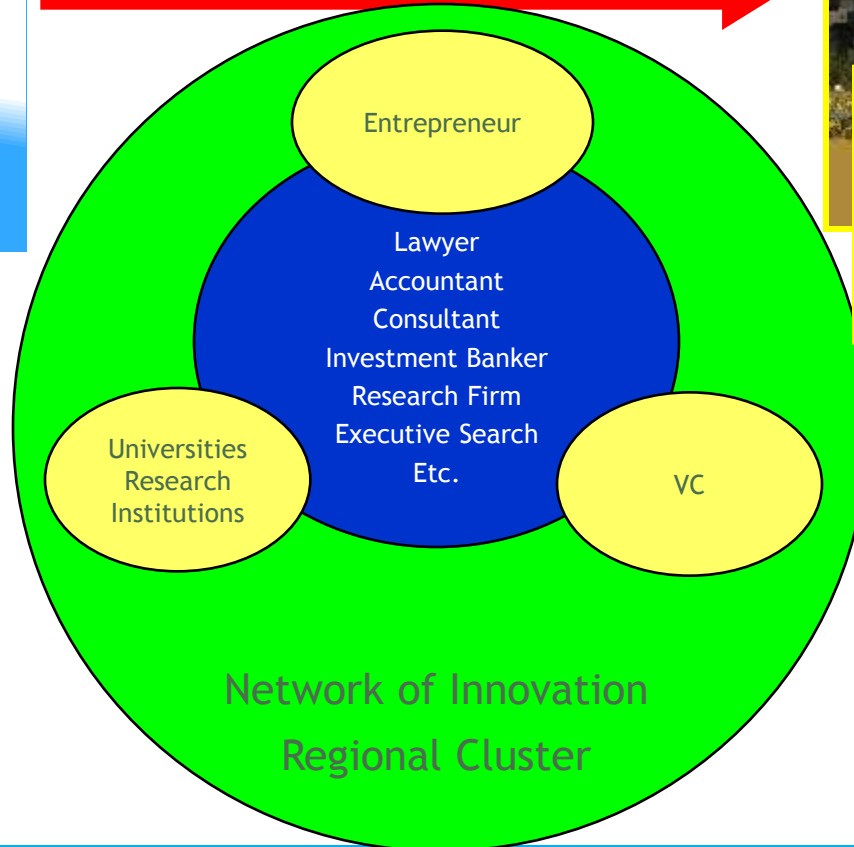 Entrepreneur
Lawyer
Accountant
Consultant
Investment Banker
Research Firm
Executive Search
Etc.
Universities
Research
Institutions
VC
Network of Innovation
Regional Cluster